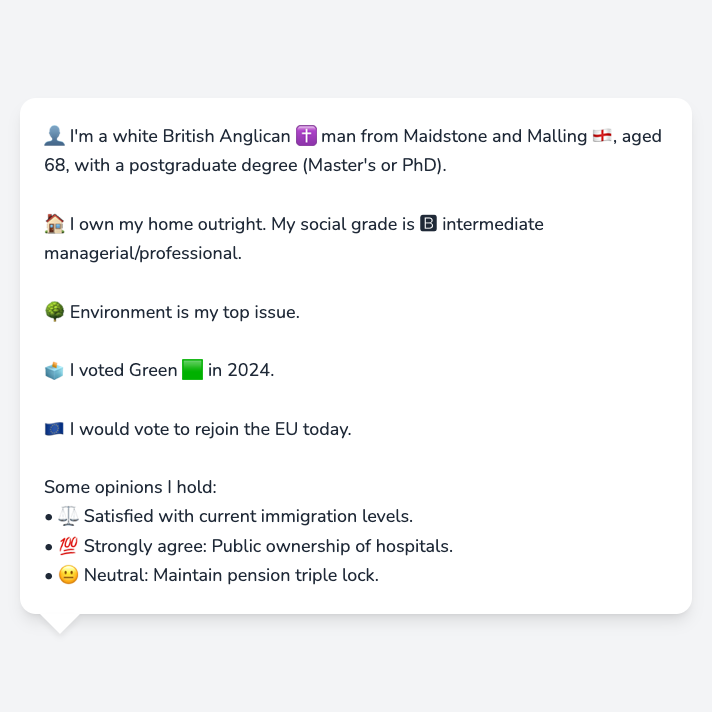 👤 I'm a white British Anglican ✝️ man from Maidstone and Malling 🏴󠁧󠁢󠁥󠁮󠁧󠁿, aged
68, with a postgraduate degree (Master's or PhD).
🏠 I own my home outright. My social grade is 🅱 intermediate
managerial/professional.
🌳 Environment is my top issue.
🗳️ I voted Green 🟩 in 2024.
🇪🇺 I would vote to rejoin the EU today.
Some opinions I hold:
• ⚖️ Satisfied with current immigration levels.
• 💯 Strongly agree: Public ownership of hospitals.
• 😐 Neutral: Maintain pension triple lock.